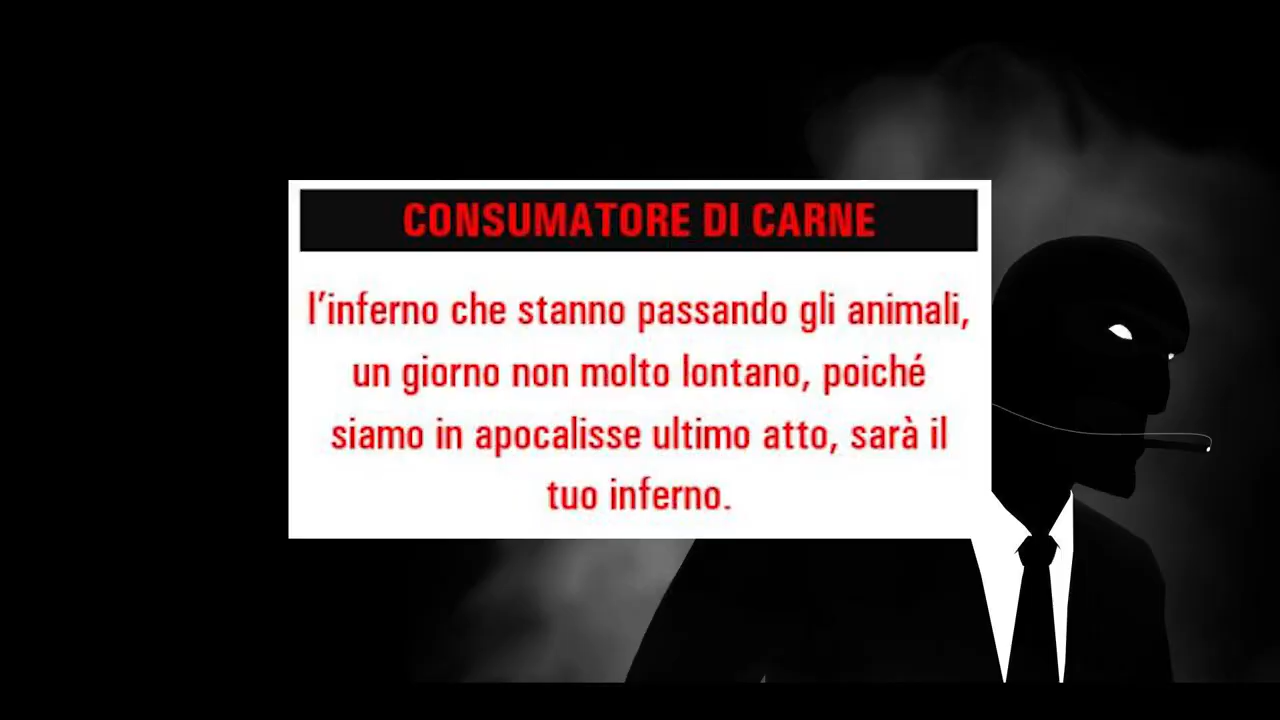 CONSUMATORE DI CARNE
l'inferno che stanno passando gli animali,
un giorno non molto lontano, poiché
siamo in apocalisse ultimo atto, sarà il
tuo inferno.